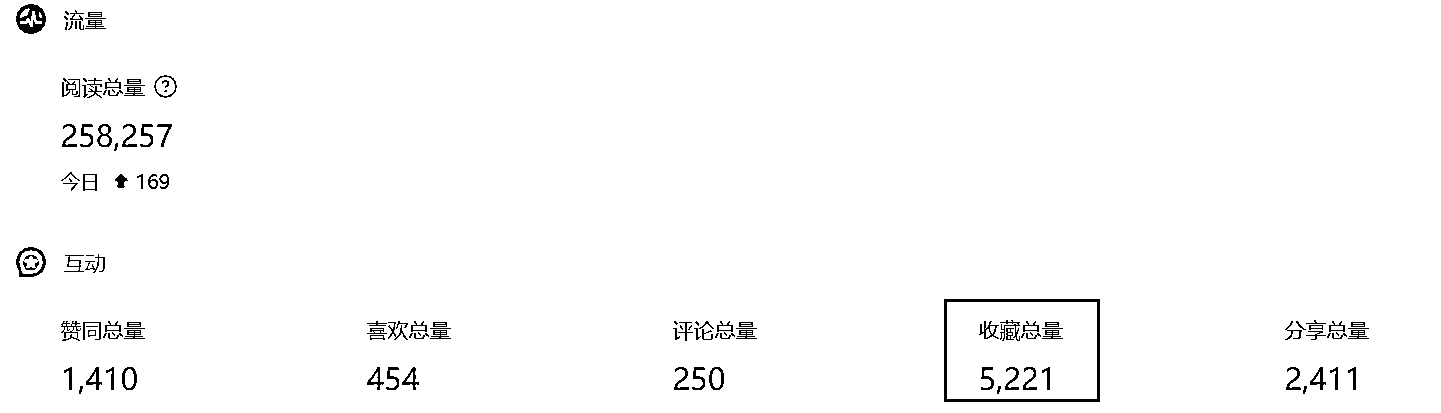 流量
阅读总量 ?
258,257
今日 ⬆ 169
互动
赞同总量 喜欢总量 评论总量 收藏总量 分享总量
1,410 454 250 5,221 2,411